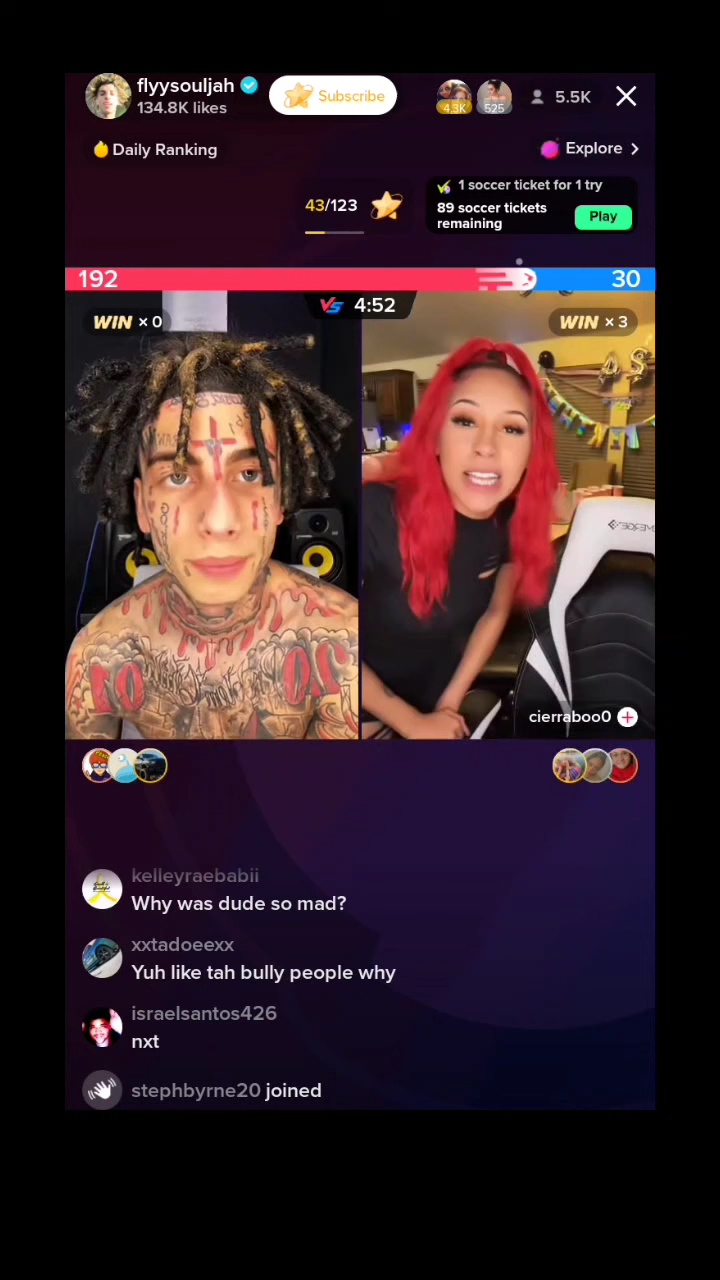 flyysouljah
134.8K likes
Subscribe
4.3K
525
5.5K
Daily Ranking
Explore
43/123
1 soccer ticket for 1 try
89 soccer tickets
remaining
Play
192
30
VS 4:52
WIN × 0
WIN × 3
cierraboo0
kelleyraebabii
Why was dude so mad?
xxtadoeexx
Yuh like tah bully people why
israelsantos426
nxt
stephbyrne20 joined